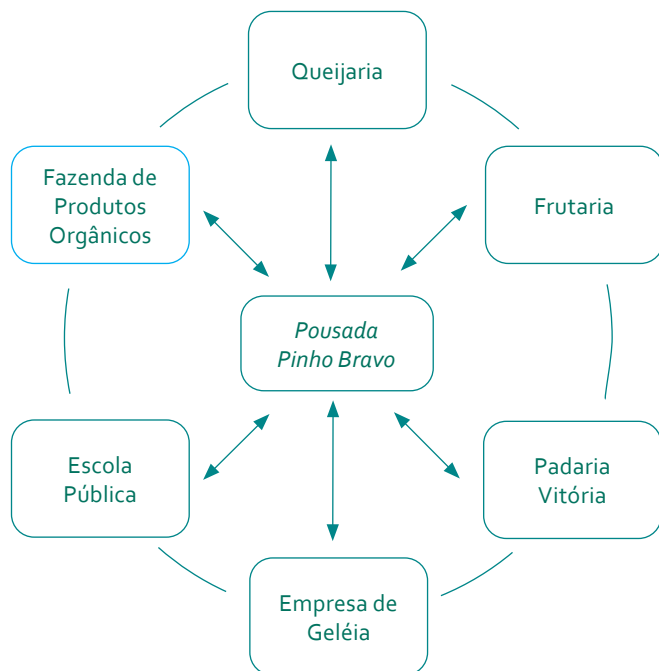 Queijaria
Fazenda de
Produtos
Orgânicos
Frutaria
Pousada
Pinho Bravo
Escola
Pública
Padaria
Vitória
Empresa de
Geléia